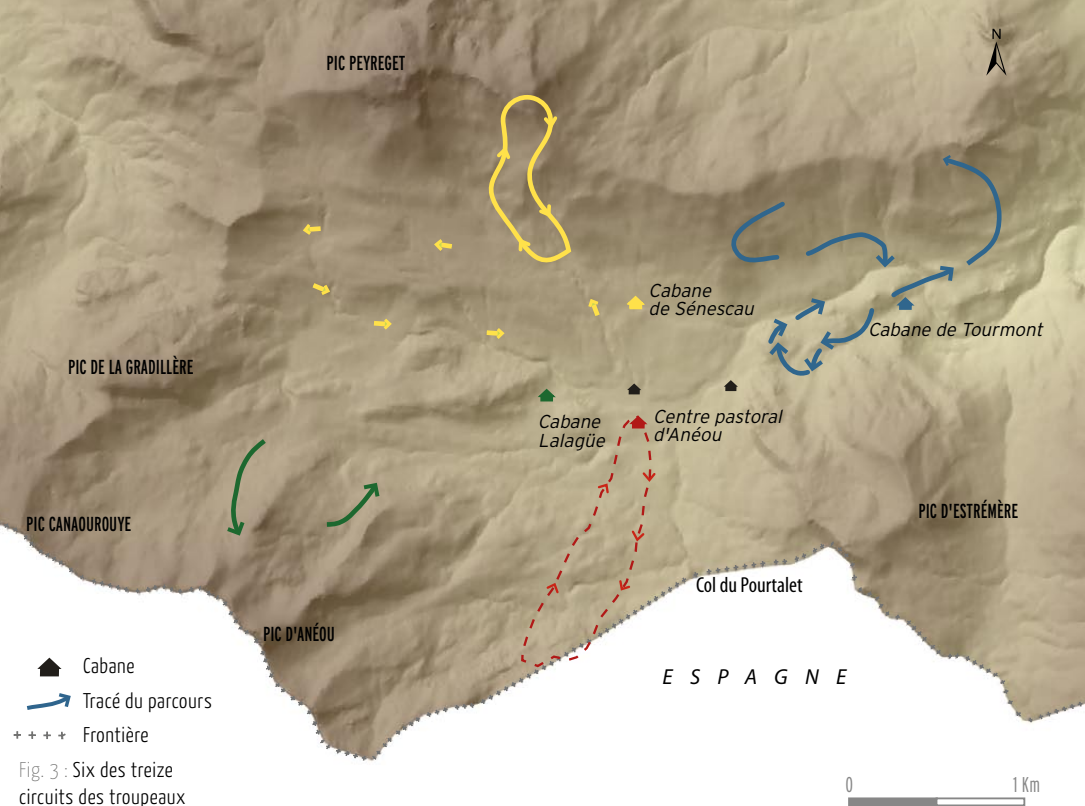 N
PIC PEYREGET
Cabane
de Sénescau
Cabane de Tourmont
PIC DE LA GRADILLÈRE
Cabane
Lalagüe
Centre pastoral
d'Anéou
PIC CANAOUROUYE
PIC D'ESTRÉMÈRE
Col du Pourtalet
PIC D'ANÉOU
ESPAGNE
Cabane
Tracé du parcours
Frontière
Fig. 3 : Six des treize
circuits des troupeaux
0 1 Km